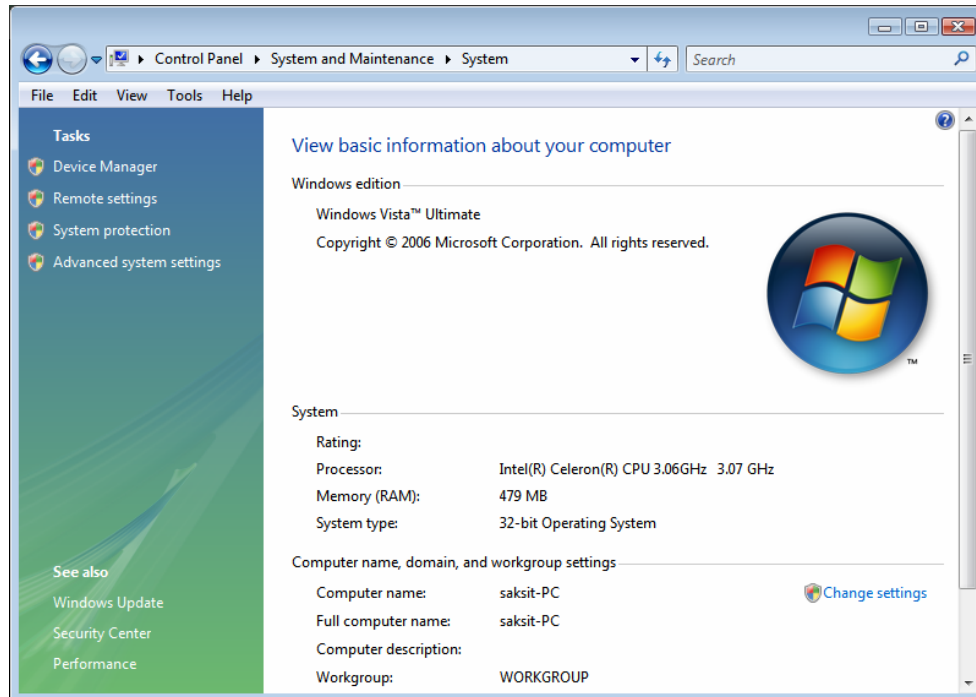 Control Panel System and Maintenance System Search
File Edit View Tools Help
Tasks
Device Manager
Remote settings
System protection
Advanced system settings
See also
Windows Update
Security Center
Performance
View basic information about your computer
Windows edition
Windows Vista™ Ultimate
Copyright © 2006 Microsoft Corporation. All rights reserved.
TM
System
Rating:
Processor: Intel(R) Celeron(R) CPU 3.06GHz 3.07 GHz
Memory (RAM): 479 MB
System type: 32-bit Operating System
Computer name, domain, and workgroup settings
Computer name: saksit-PC Change settings
Full computer name: saksit-PC
Computer description:
Workgroup: WORKGROUP